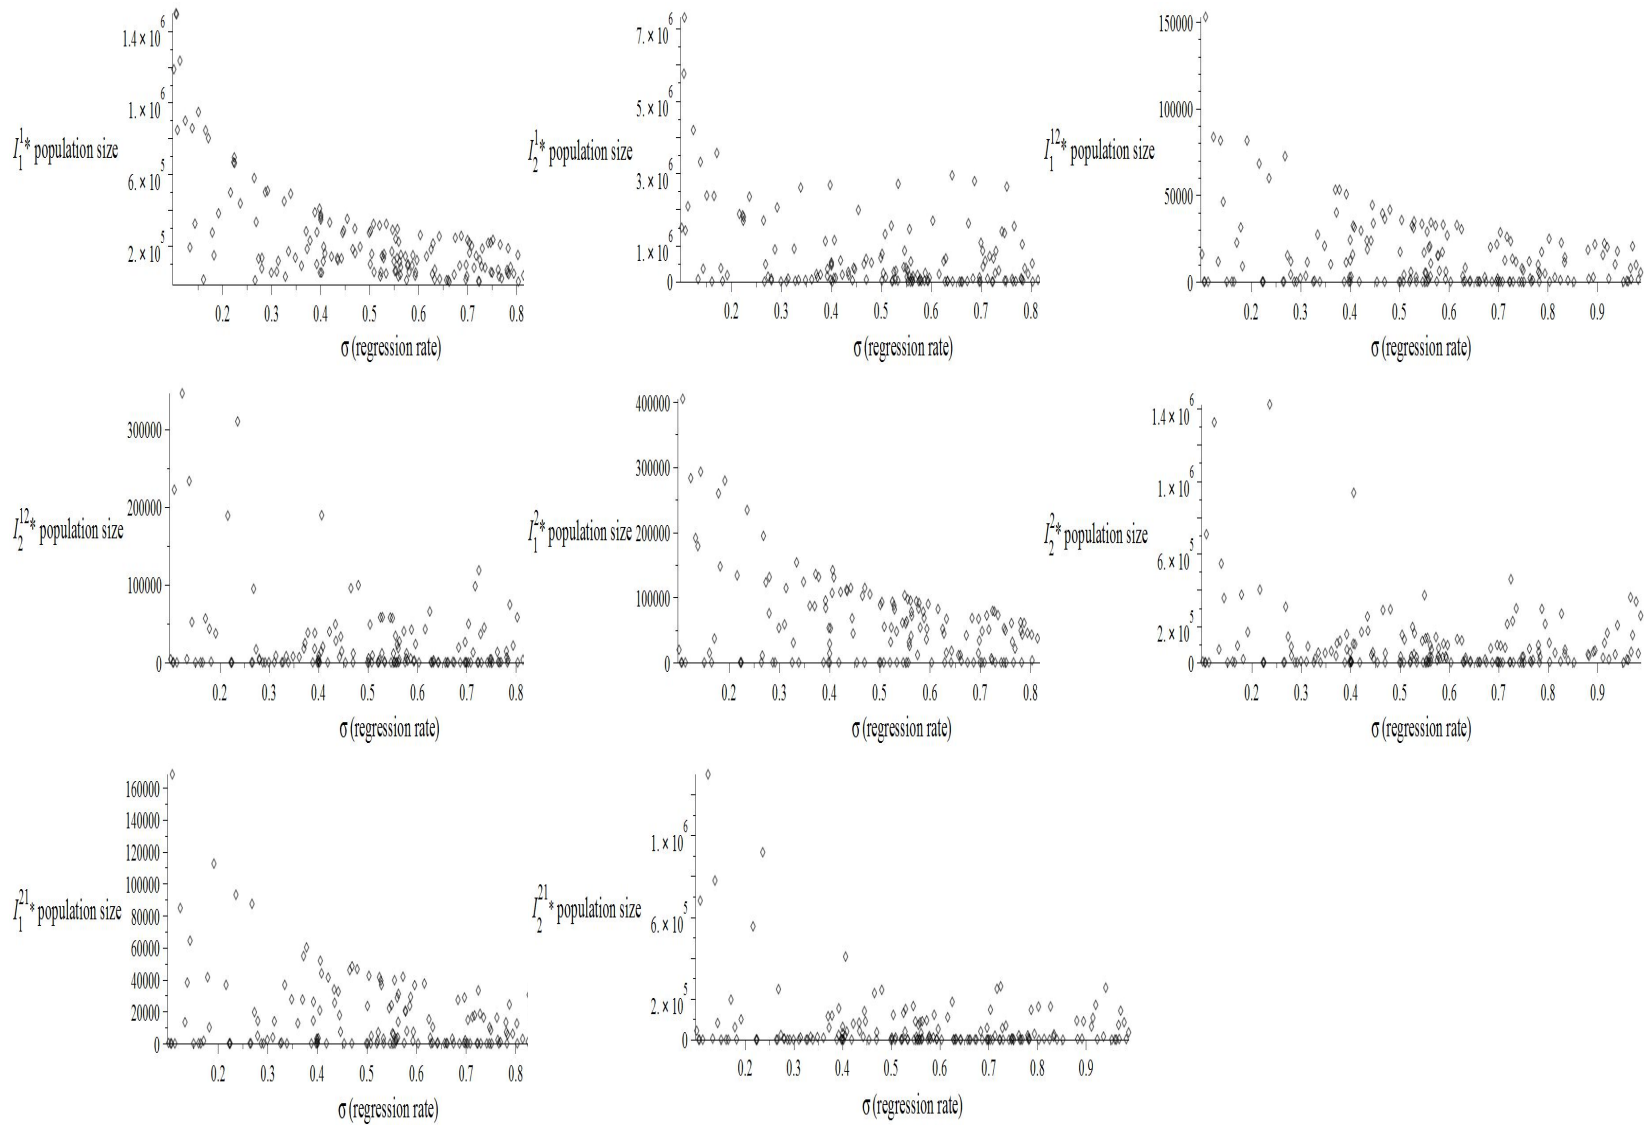 1.4 × 10^6
1. × 10^6
6. × 10^5
2. × 10^5
I_1^1* population size
0.2 0.3 0.4 0.5 0.6 0.7 0.8
σ (regression rate)
7. × 10^6
5. × 10^6
3. × 10^6
1. × 10^6
0
I_2^1* population size
0.2 0.3 0.4 0.5 0.6 0.7 0.8
σ (regression rate)
150000
100000
50000
0
I_1^12* population size
0.2 0.3 0.4 0.5 0.6 0.7 0.8 0.9
σ (regression rate)
300000
200000
100000
0
I_2^12* population size
0.2 0.3 0.4 0.5 0.6 0.7 0.8
σ (regression rate)
400000
300000
200000
100000
0
I_1^2* population size
0.2 0.3 0.4 0.5 0.6 0.7 0.8
σ (regression rate)
1.4 × 10^6
1. × 10^6
6. × 10^5
2. × 10^5
0
I_2^2* population size
0.2 0.3 0.4 0.5 0.6 0.7 0.8 0.9
σ (regression rate)
160000
140000
120000
100000
80000
60000
40000
20000
0
I_1^21* population size
0.2 0.3 0.4 0.5 0.6 0.7 0.8
σ (regression rate)
1. × 10^6
6. × 10^5
2. × 10^5
0
I_2^21* population size
0.2 0.3 0.4 0.5 0.6 0.7 0.8 0.9
σ (regression rate)